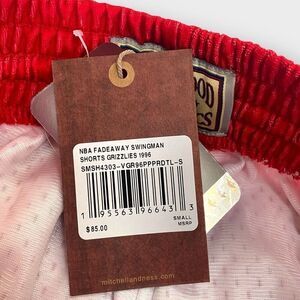 NBA FADEAWAY SWINGMAN
SHORTS GRIZZLIES 1996
SMSH4303-VGR96PPPRDTL-S
1 95563 96643 3
SMALL
$85.00
MSRP
mitchellandness.com